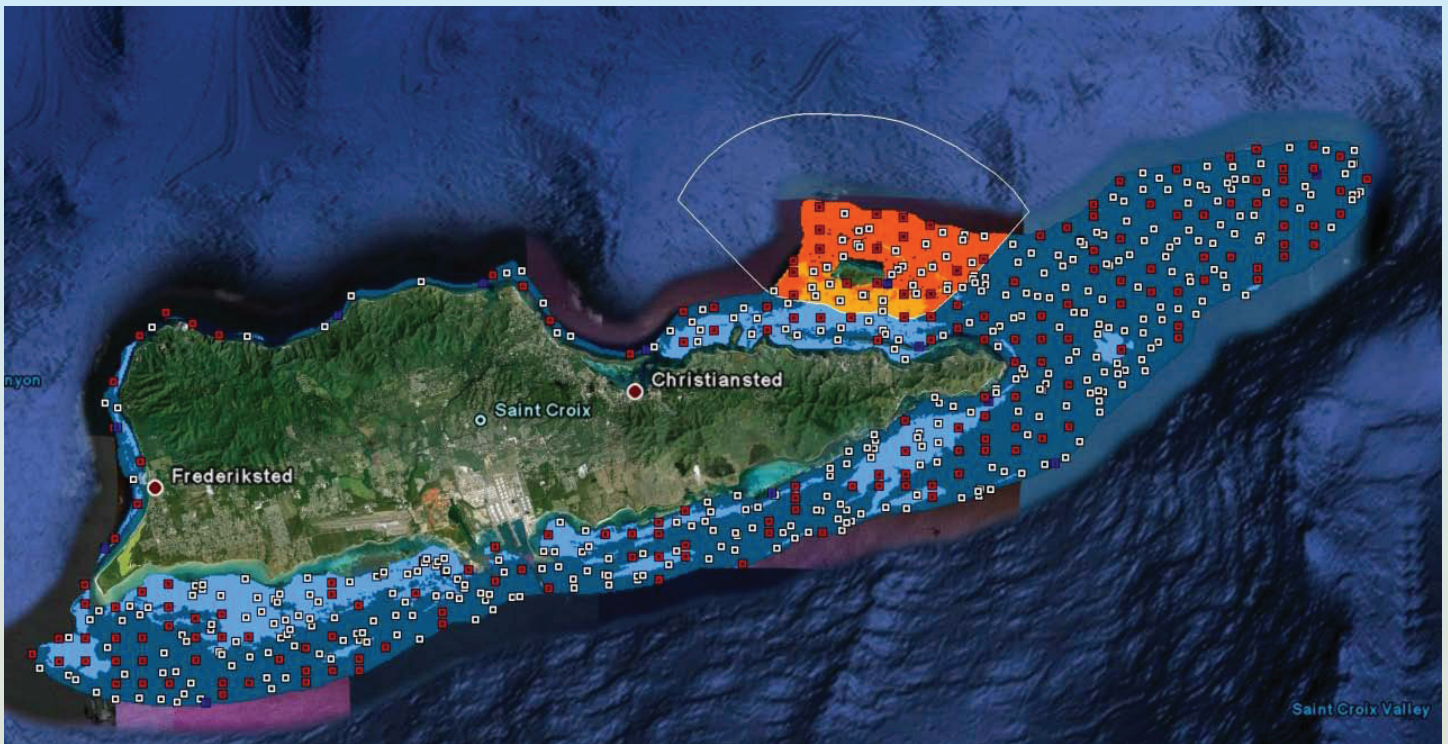 nyon
Christiansted
Saint Croix
Frederiksted
Saint Croix Valley